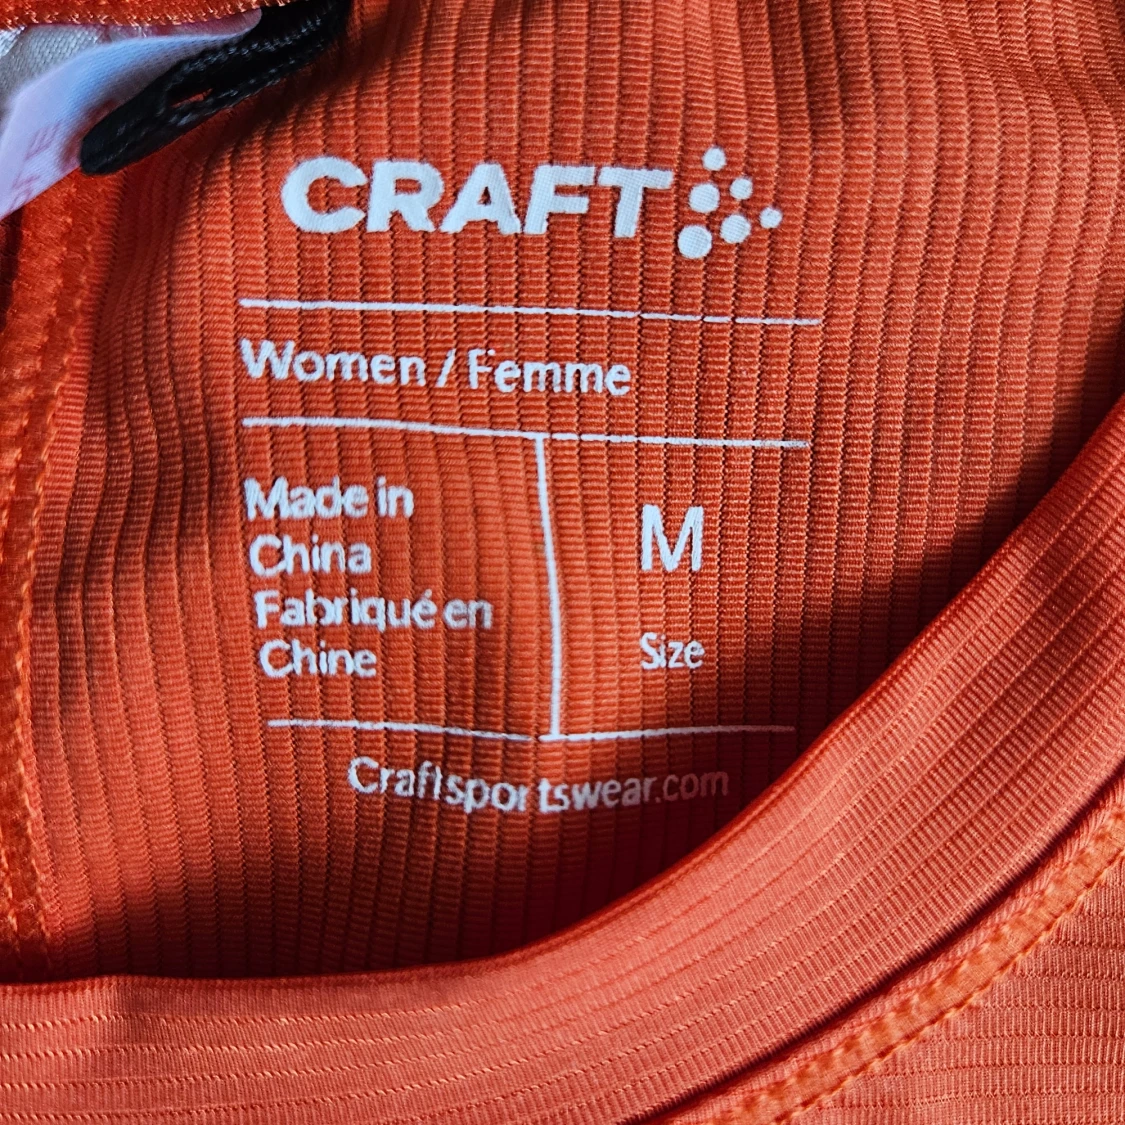 CRAFT
Women / Femme
Made in
China
Fabriqué en
Chine
M
Size
Craftsportswear.com